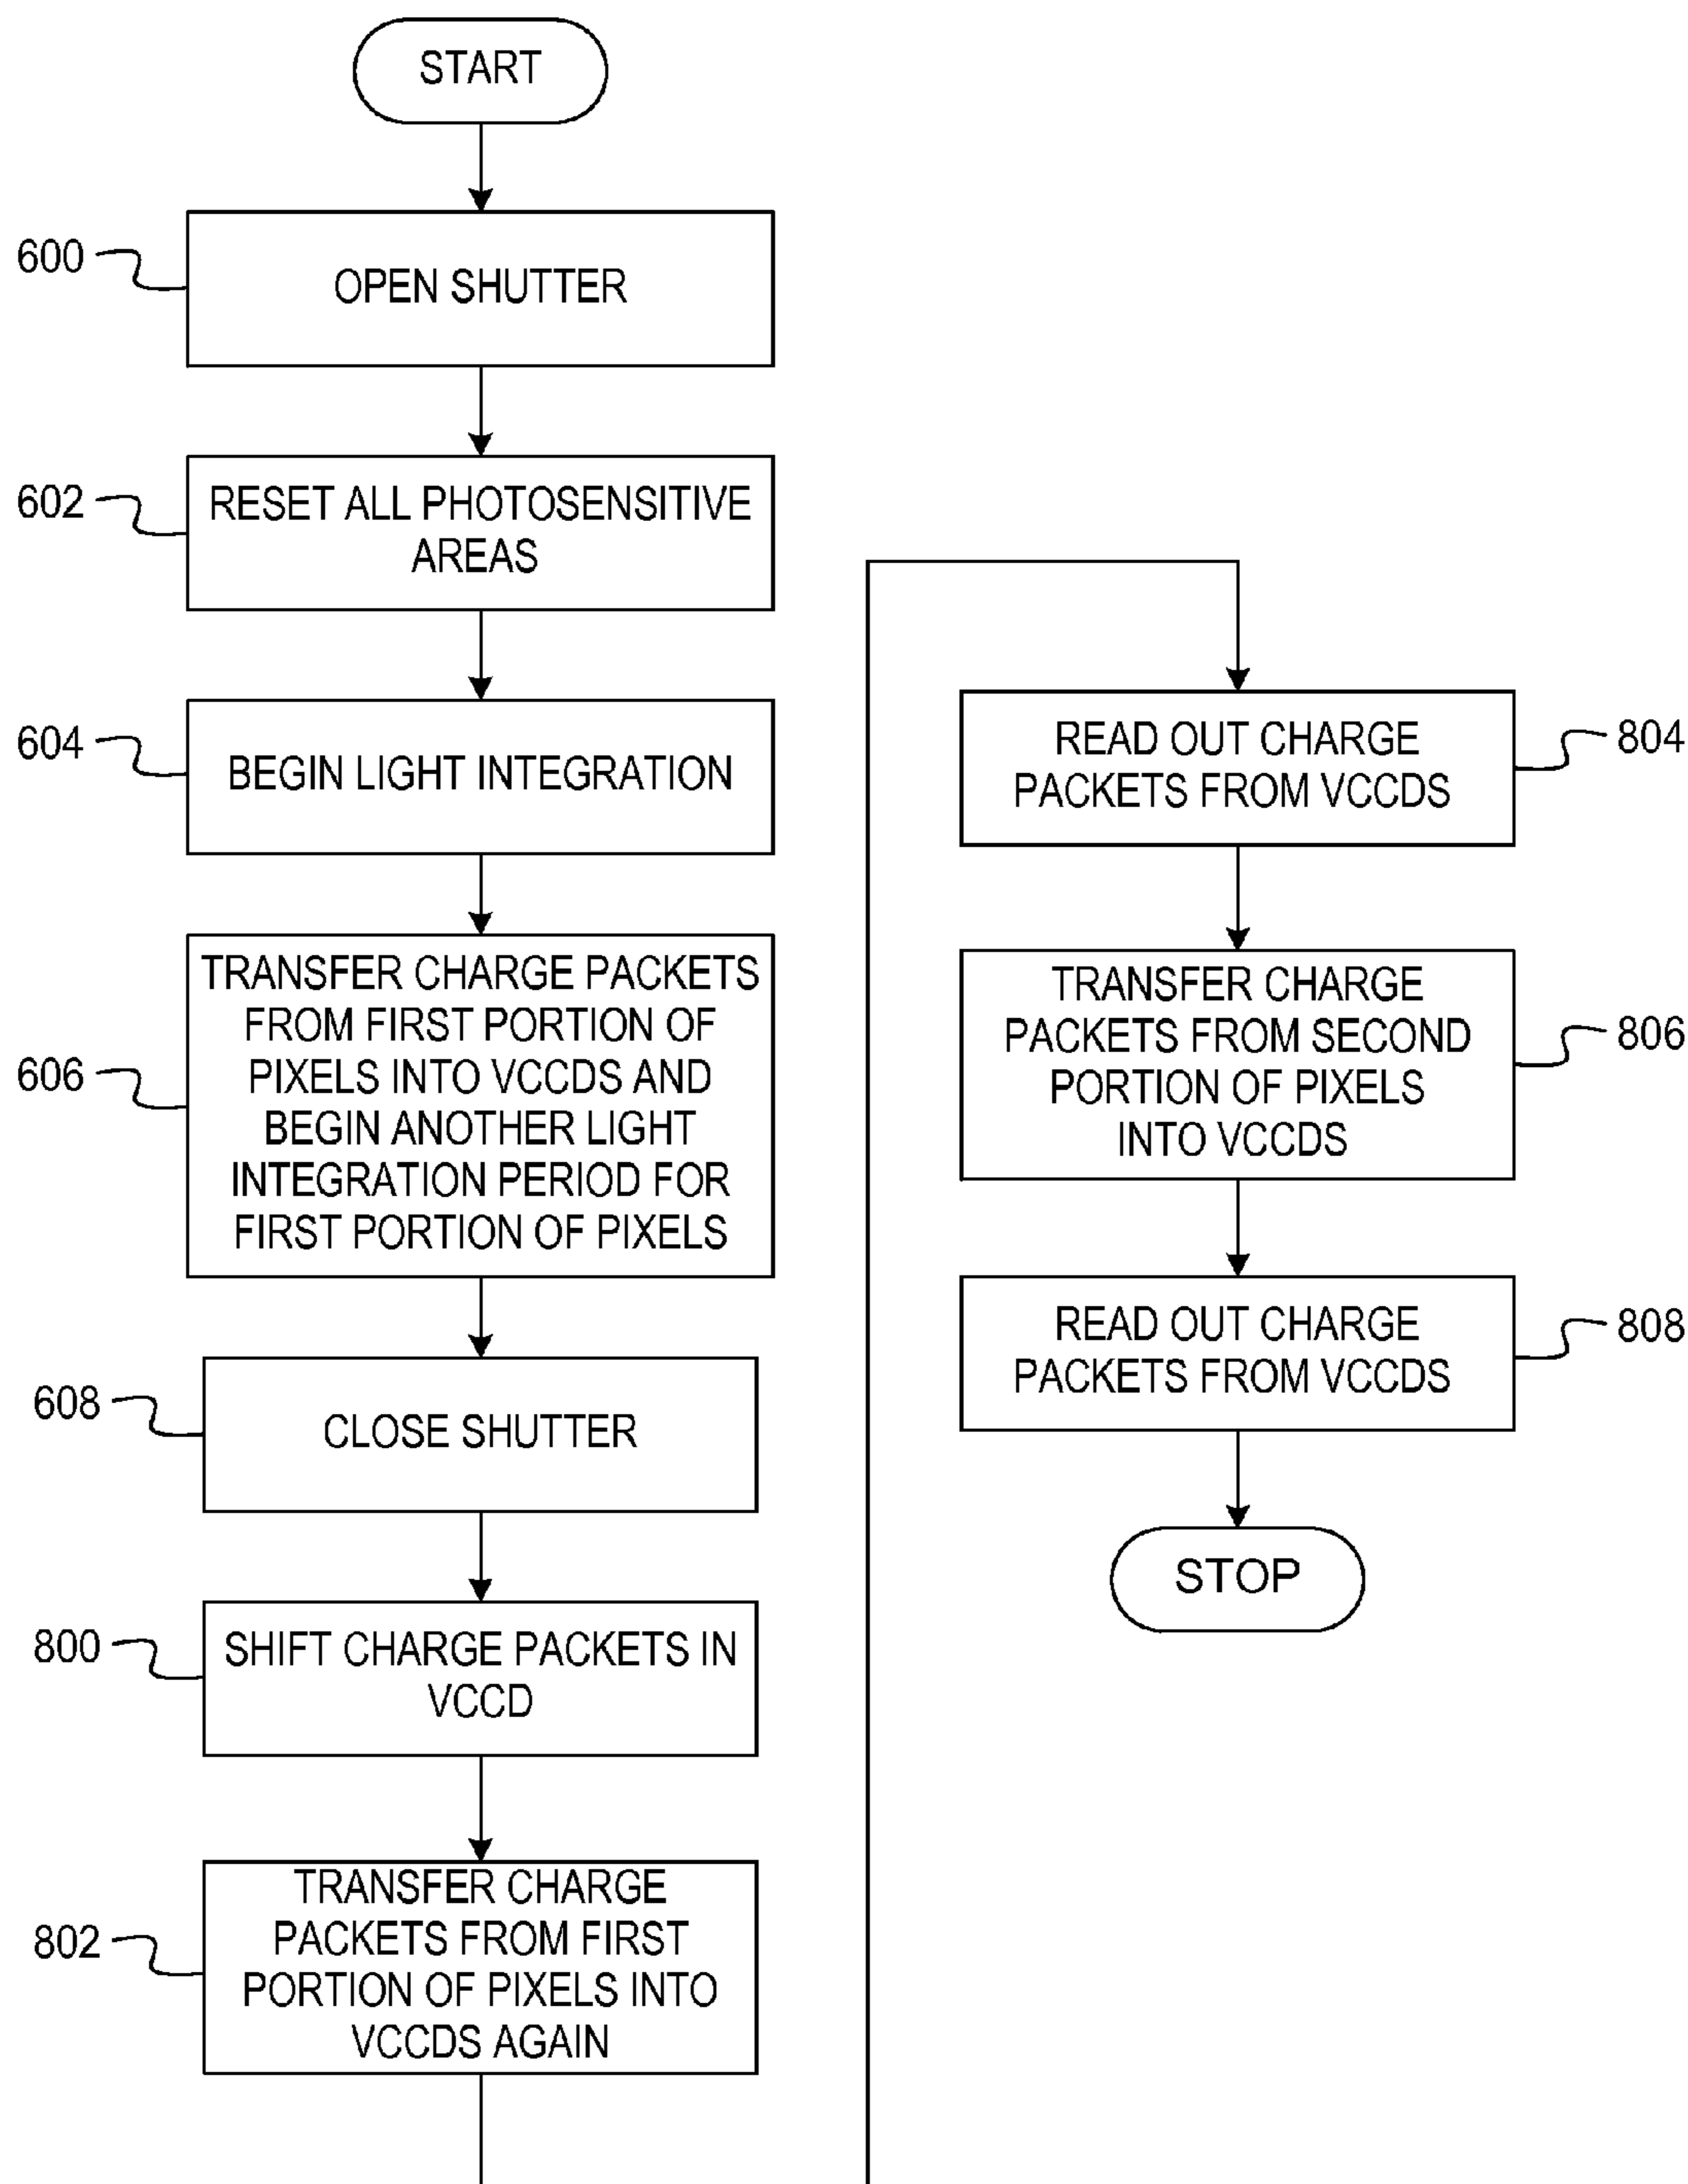 START
600
OPEN SHUTTER
602
RESET ALL PHOTOSENSITIVE
AREAS
604
BEGIN LIGHT INTEGRATION
606
TRANSFER CHARGE PACKETS
FROM FIRST PORTION OF
PIXELS INTO VCCDS AND
BEGIN ANOTHER LIGHT
INTEGRATION PERIOD FOR
FIRST PORTION OF PIXELS
608
CLOSE SHUTTER
800
SHIFT CHARGE PACKETS IN
VCCD
802
TRANSFER CHARGE
PACKETS FROM FIRST
PORTION OF PIXELS INTO
VCCDS AGAIN
READ OUT CHARGE
PACKETS FROM VCCDS
804
TRANSFER CHARGE
PACKETS FROM SECOND
PORTION OF PIXELS
INTO VCCDS
806
READ OUT CHARGE
PACKETS FROM VCCDS
808
STOP